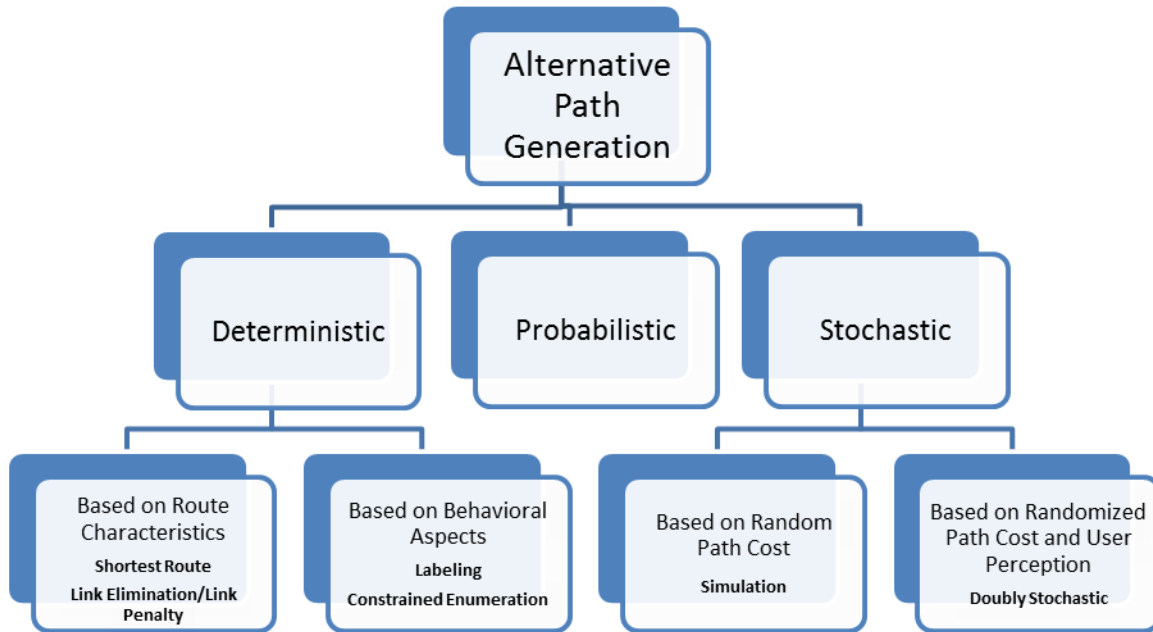 Alternative
Path
Generation
Deterministic
Probabilistic
Stochastic
Based on Route
Characteristics
Shortest Route
Link Elimination/Link
Penalty
Based on Behavioral
Aspects
Labeling
Constrained Enumeration
Based on Random
Path Cost
Simulation
Based on Randomized
Path Cost and User
Perception
Doubly Stochastic